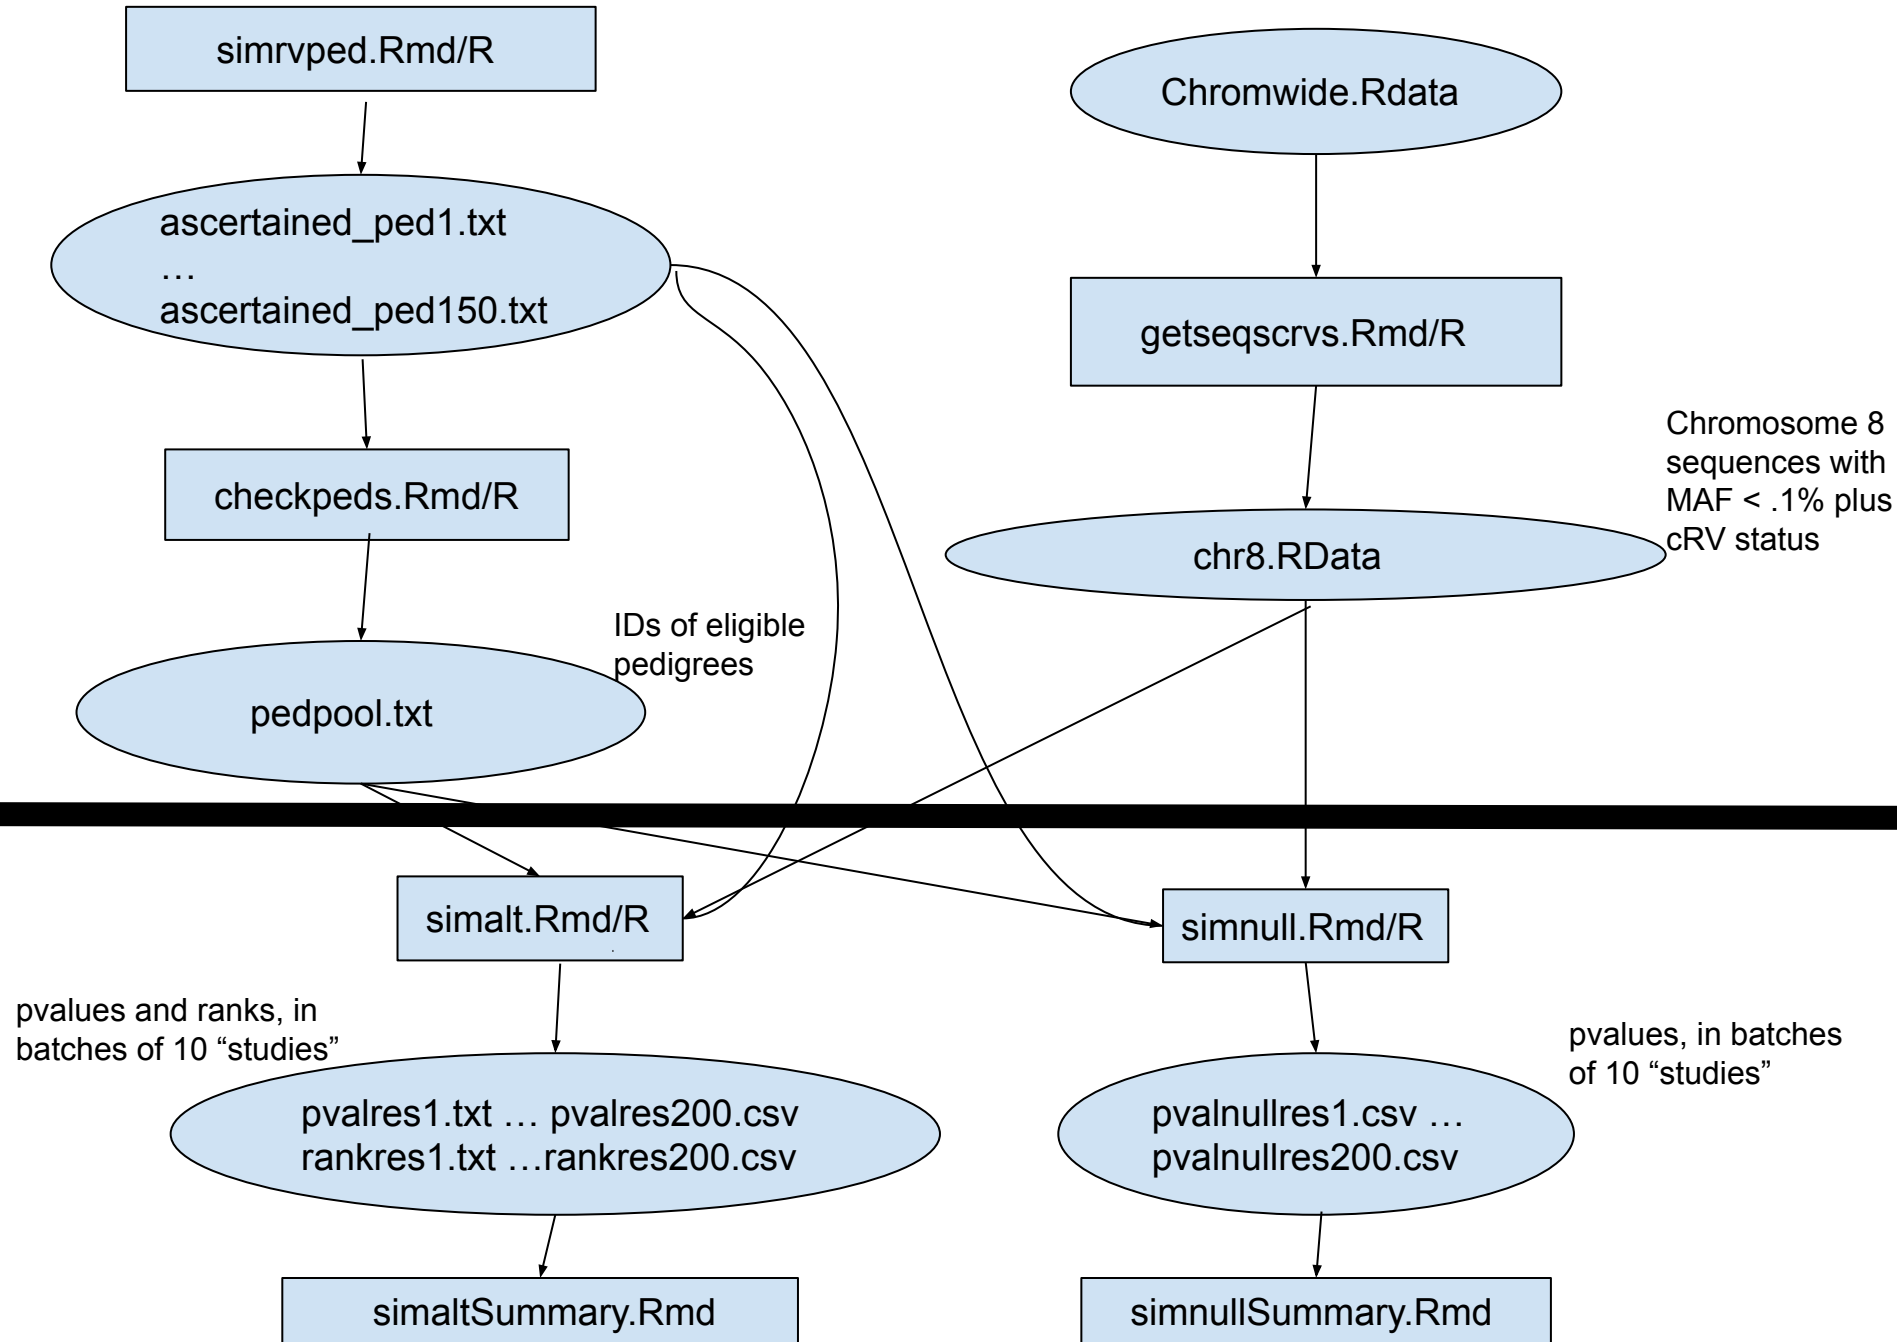 simrvped.Rmd/R
Chromwide.Rdata
ascertained_ped1.txt
…
ascertained_ped150.txt
getseqscrvs.Rmd/R
Chromosome 8
sequences with
MAF < .1% plus
cRV status
checkpeds.Rmd/R
chr8.RData
IDs of eligible
pedigrees
pedpool.txt
simalt.Rmd/R
simnull.Rmd/R
pvalues and ranks, in
batches of 10 “studies”
pvalues, in batches
of 10 “studies”
pvalres1.txt … pvalres200.csv
rankres1.txt …rankres200.csv
pvalnullres1.csv …
pvalnullres200.csv
simaltSummary.Rmd
simnullSummary.Rmd